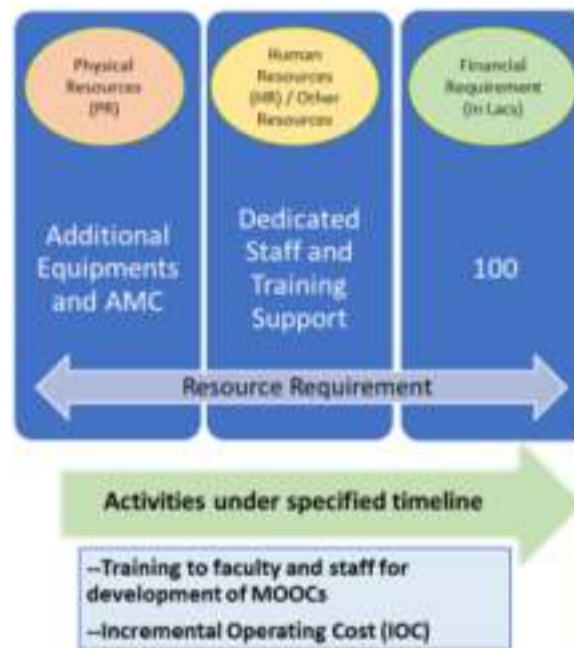 Physical
Resources
(PR)
Human
Resources
(HR) / Other
Resources
Financial
Requirement
(In Lacs)
Additional
Equipments
and AMC
Dedicated
Staff and
Training
Support
100
Resource Requirement
Activities under specified timeline
--Training to faculty and staff for
development of MOOCs
--Incremental Operating Cost (IOC)